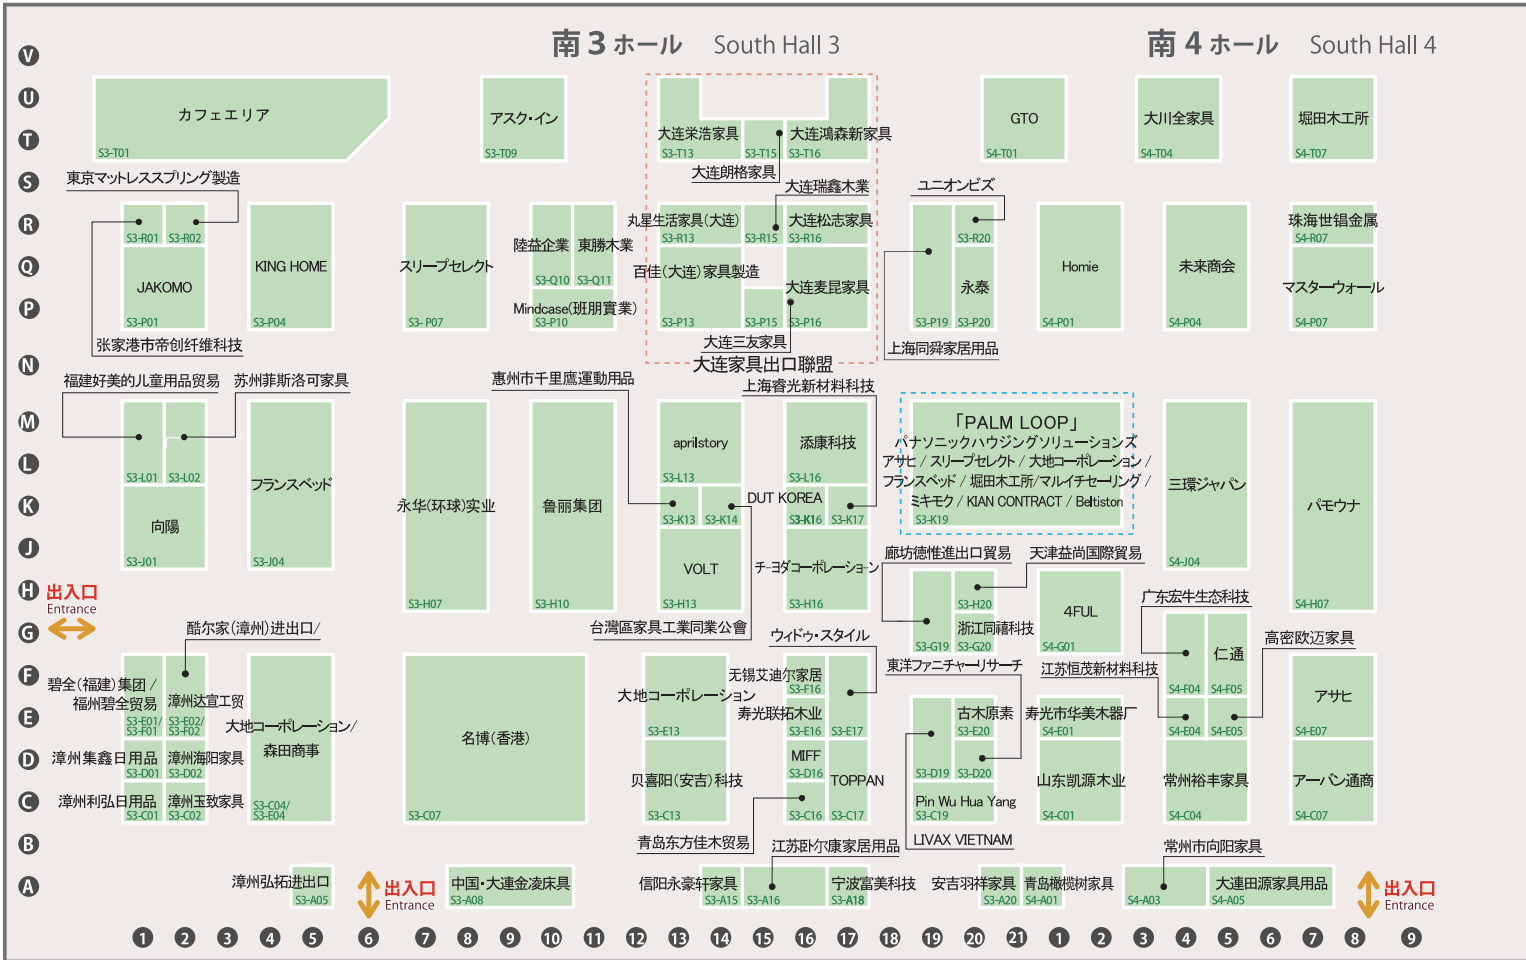 南3ホール South Hall 3
南4ホール South Hall 4
V
U
T
S
R
Q
P
N
M
L
K
J
H
G
F
E
D
C
B
A
カフェエリア
S3-T01
アスク・イン
S3-T09
大连栄浩家具
S3-T13
S3-T15
大连鴻森新家具
S3-T16
大连朗格家具
GTO
S4-T01
大川全家具
S4-T04
堀田木工所
S4-T07
東京マットレススプリング製造
S3-R01
S3-R02
JAKOMO
S3-P01
张家港市帝创纤维科技
KING HOME
S3-P04
スリープセレクト
S3-P07
陸益企業
S3-Q10
東勝木業
S3-Q11
Mindcase(班朋實業)
S3-P10
大连瑞鑫木業
丸星生活家具(大连)
S3-R13
S3-R15
大连松志家具
S3-R16
百佳(大连)家具製造
S3-P13
S3-P15
大连麦昆家具
S3-P16
大连三友家具
大连家具出口聯盟
ユニオンビズ
S3-R20
S3-P19
永泰
S3-P20
上海同舜家居用品
Homie
S4-P01
未来商会
S4-P04
珠海世锠金属
S4-R07
マスターウォール
S4-P07
福建好美的儿童用品贸易
苏州菲斯洛可家具
S3-L01
S3-L02
向陽
S3-J01
フランスベッド
S3-J04
永华(环球)实业
S3-H07
鲁丽集团
S3-H10
惠州市千里鷹運動用品
aprilstory
S3-L13
S3-K13
S3-K14
VOLT
S3-H13
台灣區家具工業同業公會
上海睿光新材料科技
添康科技
S3-L16
DUT KOREA
S3-K16
S3-K17
チヨダコーポレーション
S3-H16
「PALM LOOP」
パナソニックハウジングソリューションズ
アサヒ / スリープセレクト / 大地コーポレーション /
フランスベッド / 堀田木工所/マルイチセーリング /
ミキモク / KIAN CONTRACT / Beltiston
S3-K19
三環ジャパン
S4-J04
パモウナ
S4-H07
廊坊徳惟進出口貿易
天津益尚国際貿易
S3-H20
S3-G19
浙江同禧科技
S3-G20
4FUL
S4-G01
出入口
Entrance
酷尔家(漳州)进出口/
漳州达宣工贸
S3-E02/
S3-F02
碧全(福建)集团 /
福州碧全贸易
S3-E01/
S3-F01
漳州集鑫日用品
S3-D01
漳州海阳家具
S3-D02
漳州利弘日用品
S3-C01
漳州玉致家具
S3-C02
大地コーポレーション/
森田商事
S3-C04/
S3-E04
名博(香港)
S3-C07
大地コーポレーション
S3-E13
贝喜阳(安吉)科技
S3-C13
ウィドゥ・スタイル
无锡艾迪尔家居
S3-F16
寿光联拓木业
S3-E16
S3-E17
MIFF
S3-D16
TOPPAN
S3-C16
S3-C17
青岛东方佳木贸易
東洋ファニチャーリサーチ
古木原素
S3-E20
S3-D19
S3-D20
Pin Wu Hua Yang
S3-C19
LIVAX VIETNAM
寿光市华美木器厂
S4-E01
山东凯源木业
S4-C01
广东宏牛生态科技
江苏恒茂新材料科技
高密欧迈家具
S4-F04
仁通
S4-F05
S4-E04
S4-E05
常州裕丰家具
S4-C04
アサヒ
S4-E07
アーバン通商
S4-C07
漳州弘拓进出口
S3-A05
出入口
Entrance
中国・大連金凌床具
S3-A08
江苏卧尔康家居用品
信阳永豪轩家具
S3-A15
S3-A16
宁波富美科技
S3-A18
安吉羽祥家具
S3-A20
青岛橄榄树家具
S4-A01
常州市向阳家具
S4-A03
大連田源家具用品
S4-A05
出入口
Entrance
1 2 3 4 5 6 7 8 9 10 11 12 13 14 15 16 17 18 19 20 21 1 2 3 4 5 6 7 8 9